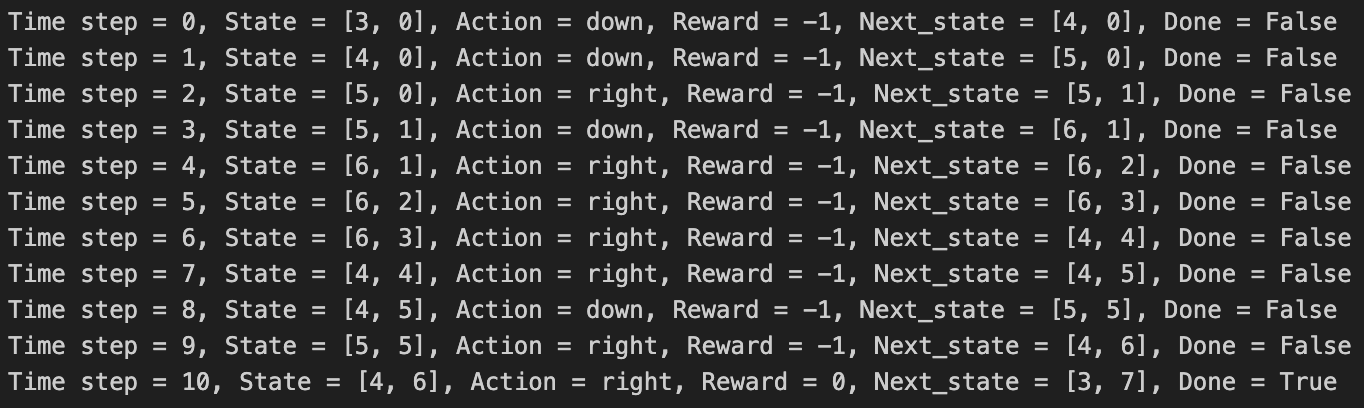 Time step = 0, State = [3, 0], Action = down, Reward = -1, Next_state = [4, 0], Done = False
Time step = 1, State = [4, 0], Action = down, Reward = -1, Next_state = [5, 0], Done = False
Time step = 2, State = [5, 0], Action = right, Reward = -1, Next_state = [5, 1], Done = False
Time step = 3, State = [5, 1], Action = down, Reward = -1, Next_state = [6, 1], Done = False
Time step = 4, State = [6, 1], Action = right, Reward = -1, Next_state = [6, 2], Done = False
Time step = 5, State = [6, 2], Action = right, Reward = -1, Next_state = [6, 3], Done = False
Time step = 6, State = [6, 3], Action = right, Reward = -1, Next_state = [4, 4], Done = False
Time step = 7, State = [4, 4], Action = right, Reward = -1, Next_state = [4, 5], Done = False
Time step = 8, State = [4, 5], Action = down, Reward = -1, Next_state = [5, 5], Done = False
Time step = 9, State = [5, 5], Action = right, Reward = -1, Next_state = [4, 6], Done = False
Time step = 10, State = [4, 6], Action = right, Reward = 0, Next_state = [3, 7], Done = True